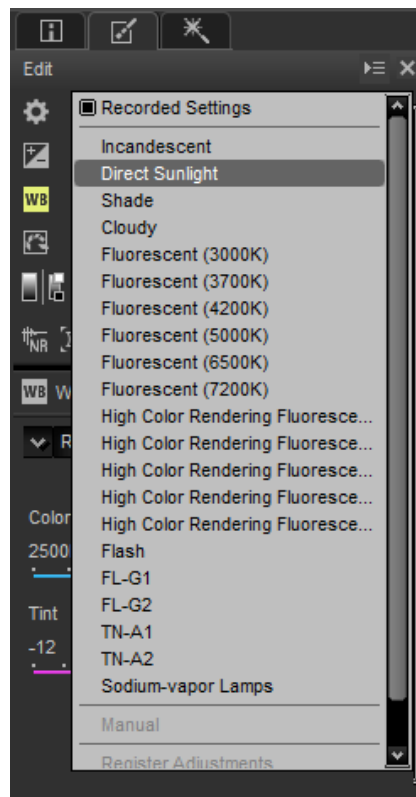 Edit
Recorded Settings
Incandescent
Direct Sunlight
Shade
WB
Cloudy
Fluorescent (3000K)
Fluorescent (3700K)
Fluorescent (4200K)
Fluorescent (5000K)
NR
Fluorescent (6500K)
Fluorescent (7200K)
WB W
High Color Rendering Fluoresce...
High Color Rendering Fluoresce...
R
High Color Rendering Fluoresce...
High Color Rendering Fluoresce...
High Color Rendering Fluoresce...
Color
Flash
2500
FL-G1
FL-G2
Tint
TN-A1
-12
TN-A2
Sodium-vapor Lamps
Manual
Register Adjustments